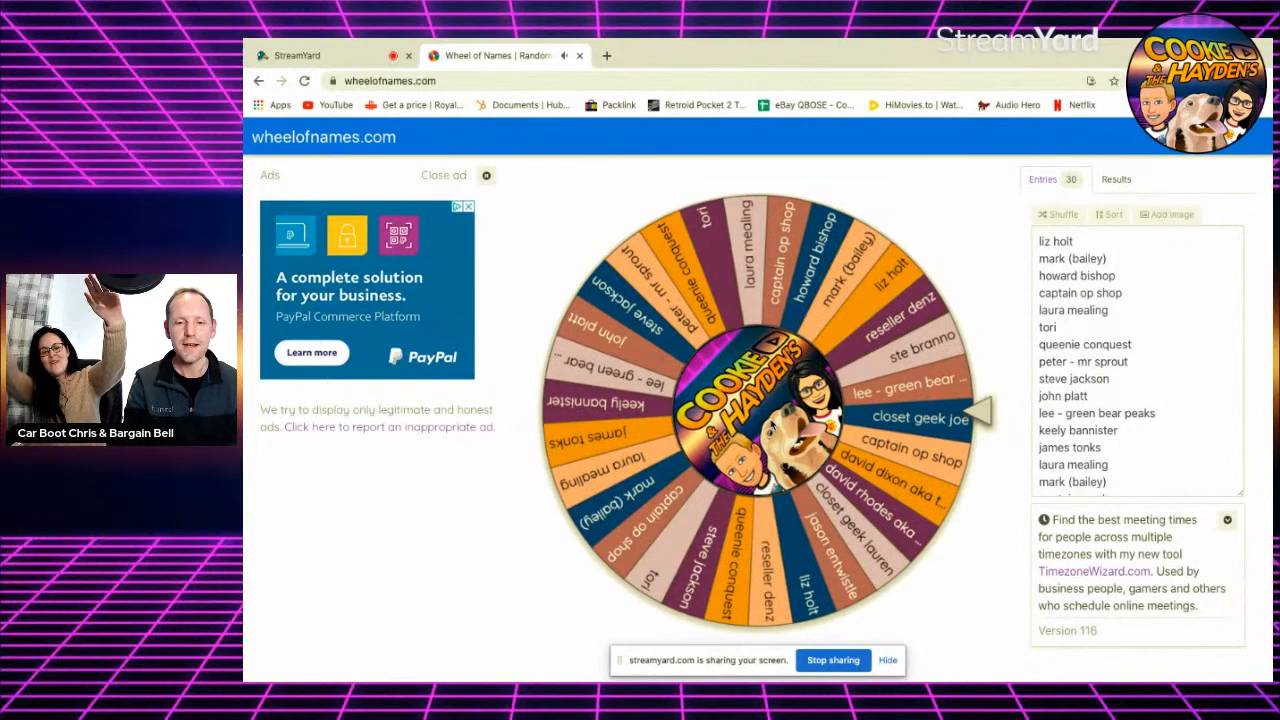 StreamYard
COOKIE
& THE HAYDEN'S
StreamYard
Wheel of Names | Random
wheelofnames.com
Apps
YouTube
Get a price | Royal...
Documents | Hub...
Packlink
Retroid Pocket 2 T...
eBay QBOSE - Co...
HiMovies.to | Wat...
Audio Hero
Netflix
wheelofnames.com
Ads
Close ad
A complete solution
for your business.
PayPal Commerce Platform
Learn more
PayPal
We try to display only legitimate and honest
ads. Click here to report an inappropriate ad.
Car Boot Chris & Bargain Bell
tori
laura mealing
captain op shop
howard bishop
mark (bailey)
liz holt
reseller denz
ste branno
lee - green bear ...
closet geek joe
captain op shop
david dixon aka t...
david rhodes aka ...
closet geek lauren
jason entwistle
liz holt
reseller denz
queenie conquest
steve jackson
tori
captain op shop
mark (bailey)
laura mealing
james tonks
keely bannister
lee - green bear ...
john platt
steve jackson
peter - mr sprout
queenie conquest
COOKIE
& THE HAYDEN'S
Entries 30
Results
Shuffle
Sort
Add image
liz holt
mark (bailey)
howard bishop
captain op shop
laura mealing
tori
queenie conquest
peter - mr sprout
steve jackson
john platt
lee - green bear peaks
keely bannister
james tonks
laura mealing
mark (bailey)
Find the best meeting times
for people across multiple
timezones with my new tool
TimezoneWizard.com. Used by
business people, gamers and others
who schedule online meetings.
Version 116
streamyard.com is sharing your screen.
Stop sharing
Hide